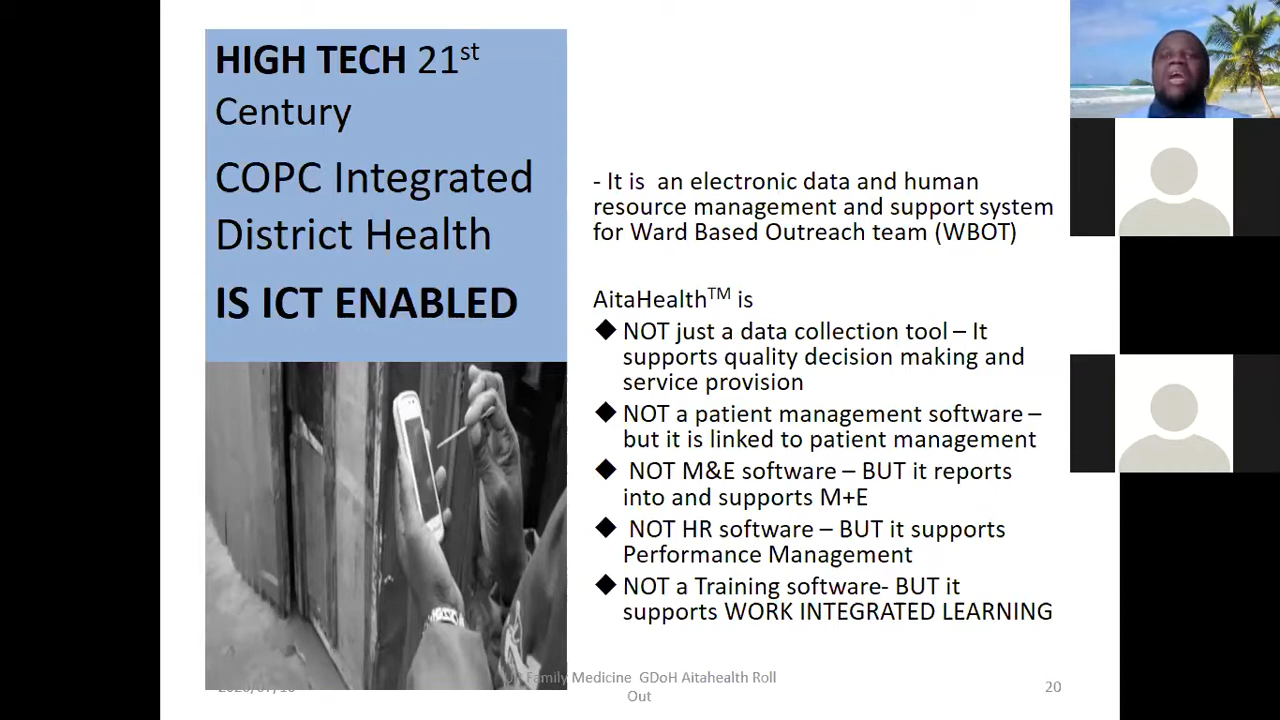 HIGH TECH 21st
Century
COPC Integrated
District Health
IS ICT ENABLED
- It is an electronic data and human
resource management and support system
for Ward Based Outreach team (WBOT)
AitaHealthTM is
◆ NOT just a data collection tool – It
supports quality decision making and
service provision
◆ NOT a patient management software –
but it is linked to patient management
◆ NOT M&E software – BUT it reports
into and supports M+E
◆ NOT HR software – BUT it supports
Performance Management
◆ NOT a Training software- BUT it
supports WORK INTEGRATED LEARNING
Family Medicine GDoH Aitahealth Roll
Out
20